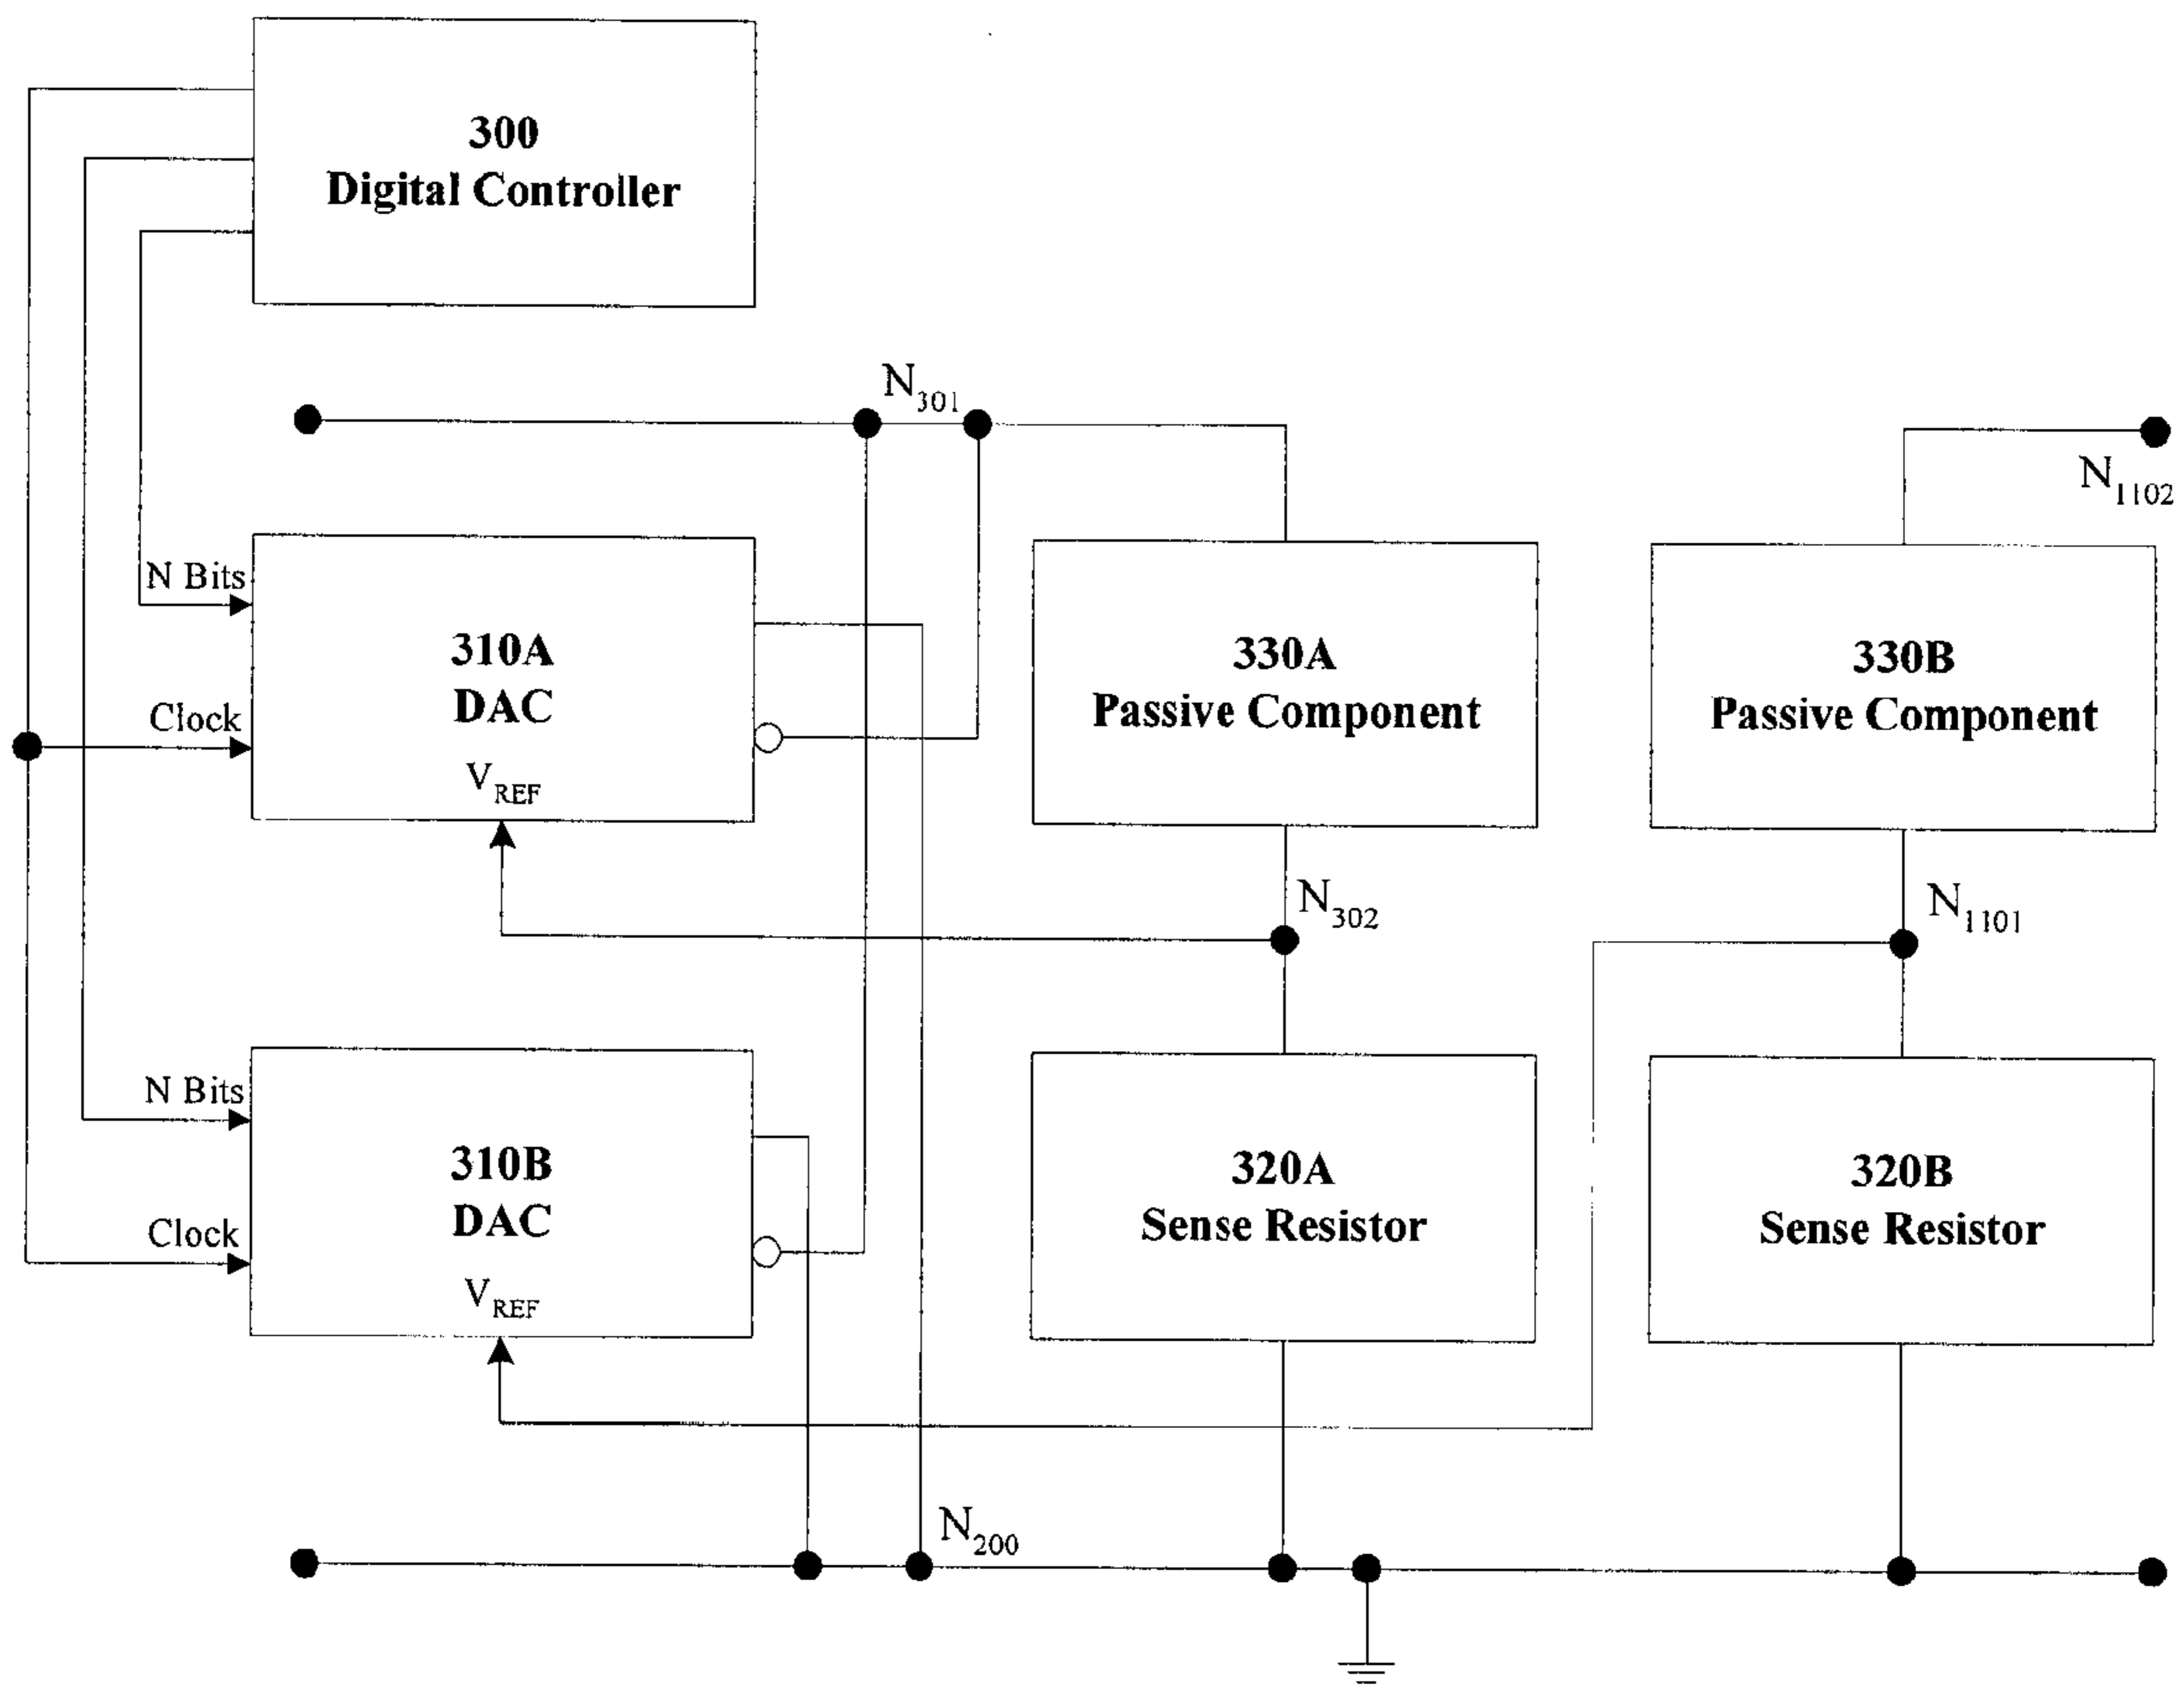 300
Digital Controller
N301
N1102
N Bits
310A
DAC
Clock
VREF
330A
Passive Component
330B
Passive Component
N302
N1101
N Bits
310B
DAC
Clock
VREF
320A
Sense Resistor
320B
Sense Resistor
N200